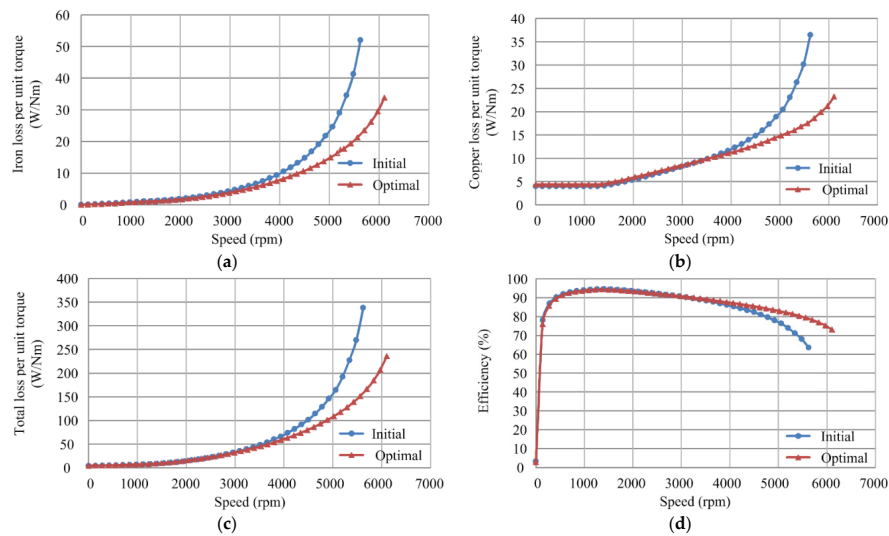 Iron loss per unit torque
(W/Nm)
60
50
40
30
20
10
0
0 1000 2000 3000 4000 5000 6000 7000
Speed (rpm)
Initial
Optimal
(a)
Copper loss per unit torque
(W/Nm)
40
35
30
25
20
15
10
5
0
0 1000 2000 3000 4000 5000 6000 7000
Speed (rpm)
Initial
Optimal
(b)
Total loss per unit torque
(W/Nm)
400
350
300
250
200
150
100
50
0
0 1000 2000 3000 4000 5000 6000 7000
Speed (rpm)
Initial
Optimal
(c)
Efficiency (%)
100
90
80
70
60
50
40
30
20
10
0
0 1000 2000 3000 4000 5000 6000 7000
Speed (rpm)
Initial
Optimal
(d)